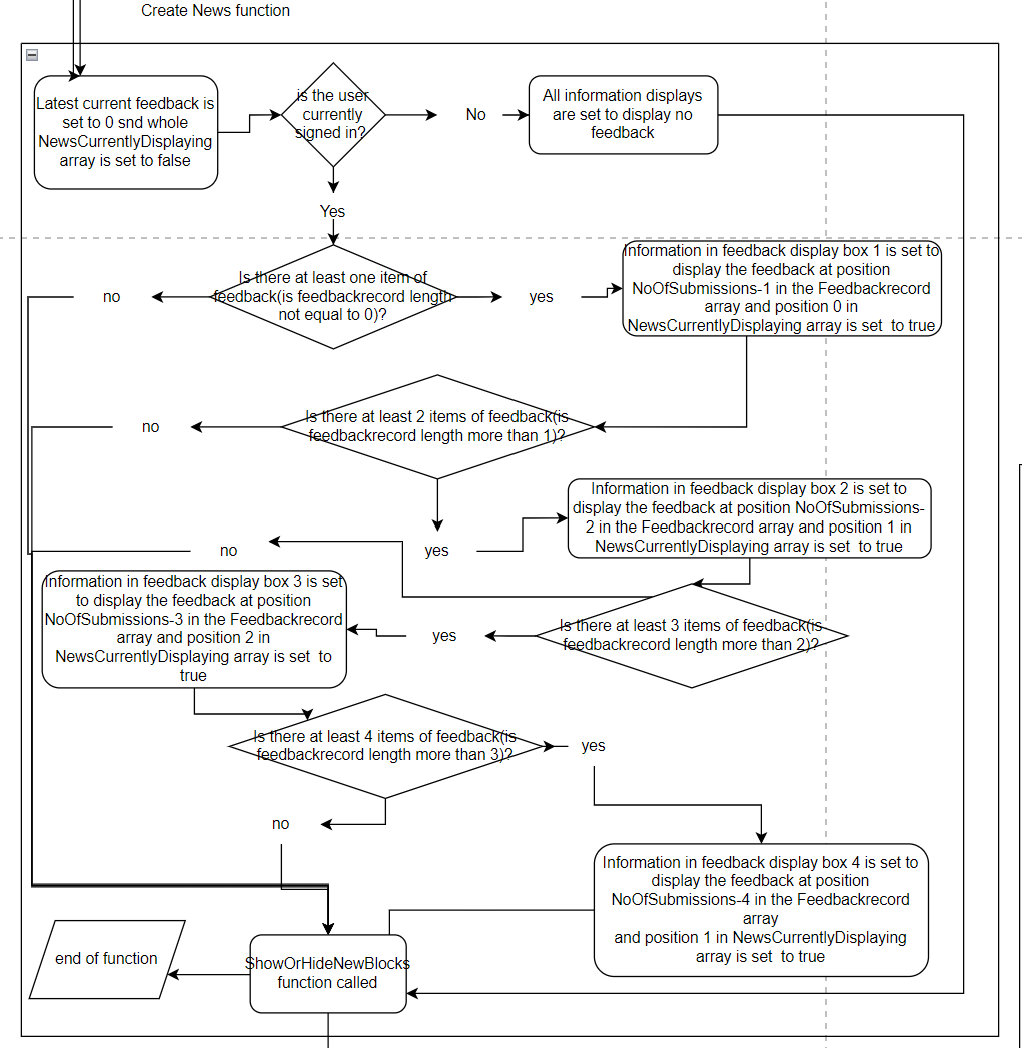 Create News function
Latest current feedback is
set to 0 snd whole
NewsCurrentlyDisplaying
array is set to false
is the user
currently
signed in?
No
All information displays
are set to display no
feedback
Yes
Is there at least one item of
feedback(is feedbackrecord length
not equal to 0)?
no
yes
Information in feedback display box 1 is set to
display the feedback at position
NoOfSubmissions-1 in the Feedbackrecord
array and position 0 in
NewsCurrentlyDisplaying array is set  to true
Is there at least 2 items of feedback(is
feedbackrecord length more than 1)?
no
yes
Information in feedback display box 2 is set to
display the feedback at position NoOfSubmissions-
2 in the Feedbackrecord array and position 1 in
NewsCurrentlyDisplaying array is set  to true
no
Is there at least 3 items of feedback(is
feedbackrecord length more than 2)?
yes
Information in feedback display box 3 is set
to display the feedback at position
NoOfSubmissions-3 in the Feedbackrecord
array and position 2 in
NewsCurrentlyDisplaying array is set  to
true
Is there at least 4 items of feedback(is
feedbackrecord length more than 3)?
yes
no
Information in feedback display box 4 is set to
display the feedback at position
NoOfSubmissions-4 in the Feedbackrecord
array
and position 1 in NewsCurrentlyDisplaying
array is set  to true
ShowOrHideNewBlocks
function called
end of function